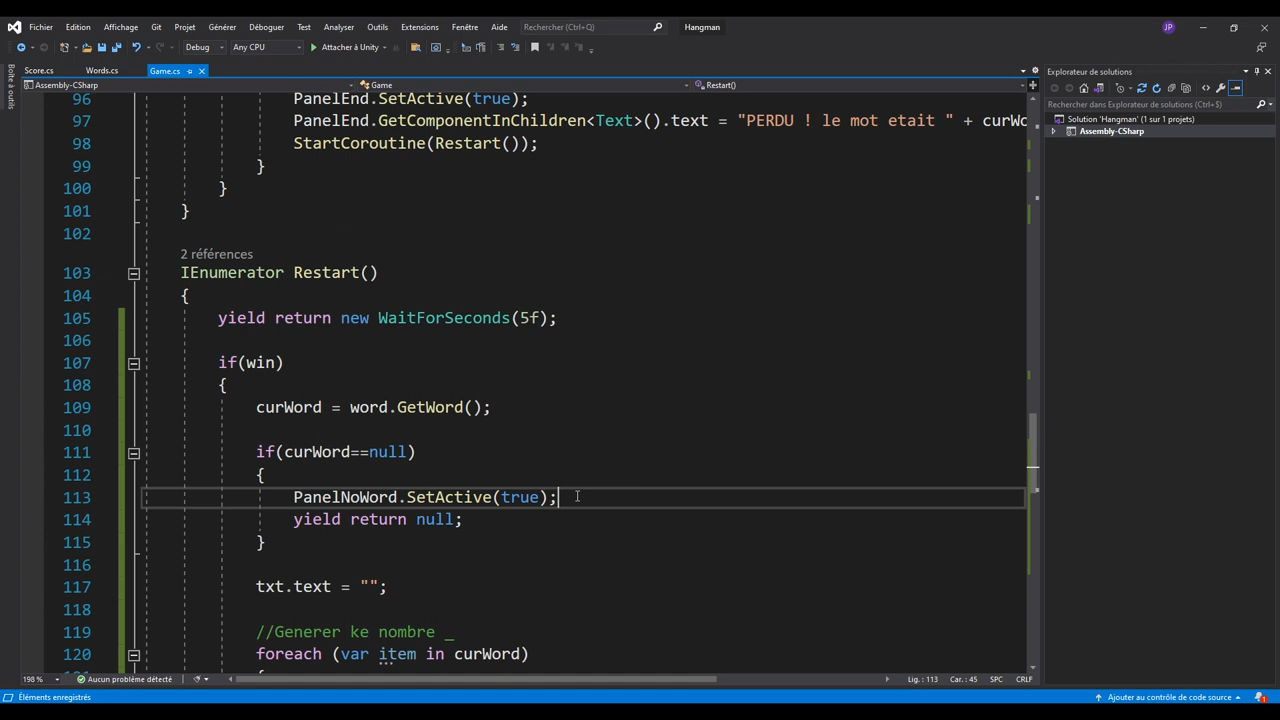 Fichier Edition Affichage Git Projet Générer Déboguer Test Analyser Outils Extensions Fenêtre Aide Rechercher (Ctrl+Q) Hangman JP
Debug Any CPU Attacher à Unity
Boîte à outils
Score.cs Words.cs Game.cs
Assembly-CSharp Game Restart()
96 PanelEnd.SetActive(true);
97 PanelEnd.GetComponentInChildren<Text>().text = "PERDU ! le mot etait " + curWo
98 StartCoroutine(Restart());
99 }
100 }
101 }
102
2 références
103 IEnumerator Restart()
104 {
105 yield return new WaitForSeconds(5f);
106
107 if(win)
108 {
109 curWord = word.GetWord();
110
111 if(curWord==null)
112 {
113 PanelNoWord.SetActive(true);
114 yield return null;
115 }
116
117 txt.text = "";
118
119 //Generer ke nombre _
120 foreach (var item in curWord)
{
Explorateur de solutions
Rechercher dans Explorateur de solutions (Ctrl+$)
Solution 'Hangman' (1 sur 1 projets)
Assembly-CSharp
198 % Aucun problème détecté Lig. : 113 Car. : 45 SPC CRLF
Éléments enregistrés Ajouter au contrôle de code source 1